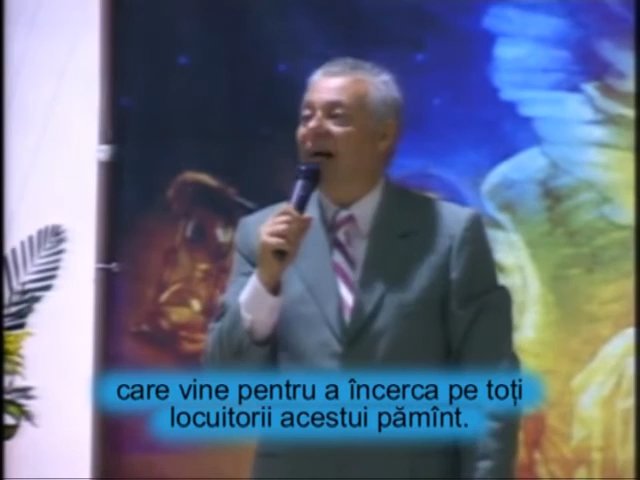 care vine pentru a încerca pe toți
locuitorii acestui pămînt.